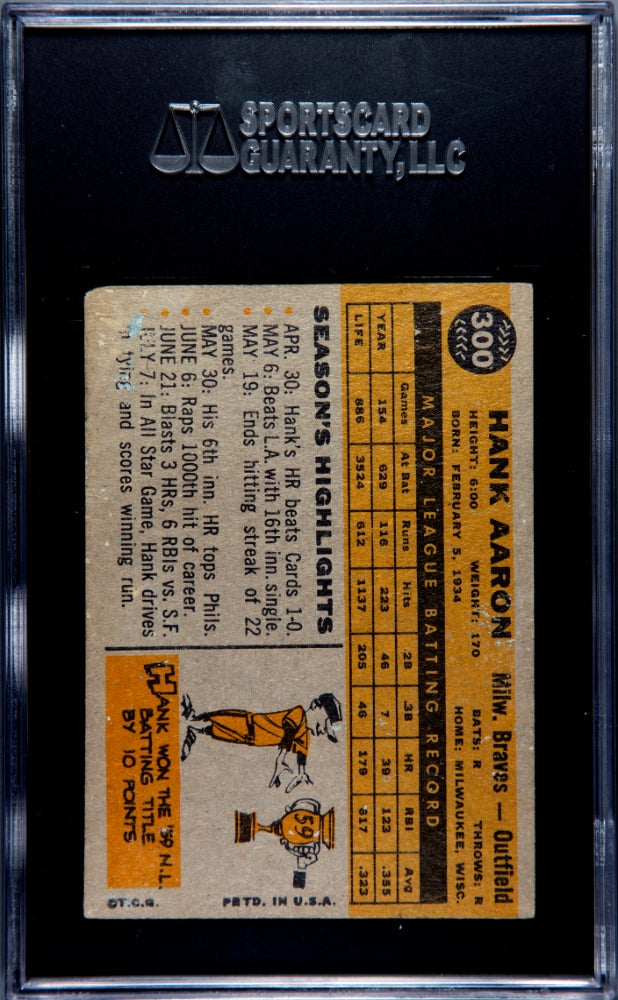 SPORTSCARD
GUARANTY, LLC
300
HANK AARON Milw. Braves — Outfield
HEIGHT: 6:00 WEIGHT: 170 BATS: R THROWS: R
BORN: FEBRUARY 5, 1934 HOME: MILWAUKEE, WISC.
MAJOR LEAGUE BATTING RECORD
Games At Bat Runs Hits 2B 3B HR RBI Avg
YEAR 154 629 116 223 46 7 39 123 .355
LIFE 886 3524 612 1137 205 46 179 617 .323
SEASON'S HIGHLIGHTS
APR. 30: Hank's HR beats Cards 1-0.
MAY 6: Beats L.A. with 16th inn. single.
MAY 19: Ends hitting streak of 22
games.
MAY 30: His 6th inn. HR tops Phils.
JUNE 6: Raps 1000th hit of career.
JUNE 21: Blasts 3 HRs, 6 RBIs vs. S.F.
JULY 7: In All Star Game, Hank drives
in tying and scores winning run.
59
HANK WON THE '59 N.L.
BATTING TITLE
BY 10 POINTS
©T.C.G. PRTD. IN U.S.A.